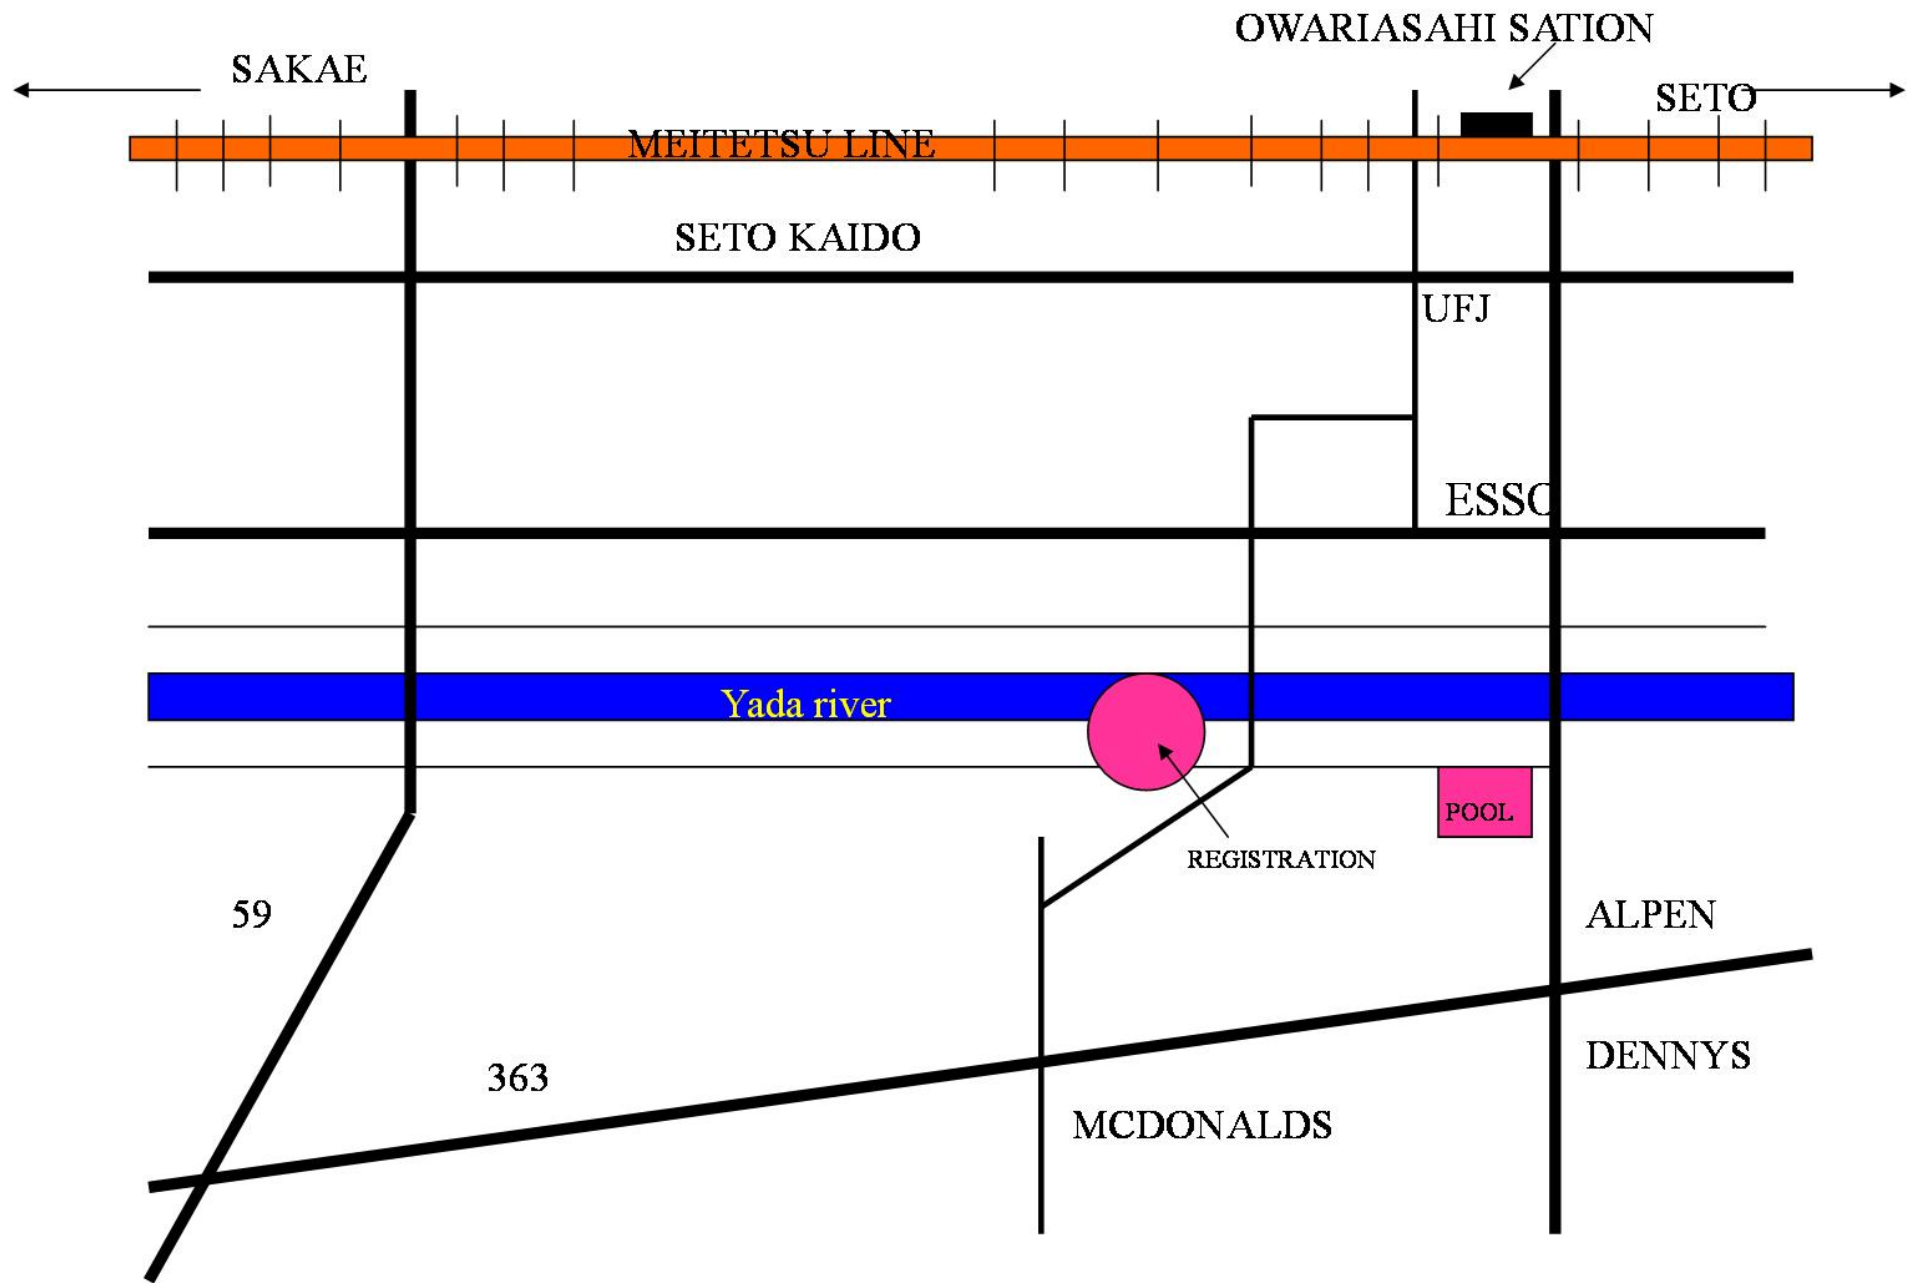 OWARIASAHI SATION
SAKAE
SETO
MEITETSU LINE
SETO KAIDO
UFJ
ESSO
Yada river
POOL
REGISTRATION
59
ALPEN
363
DENNYS
MCDONALDS